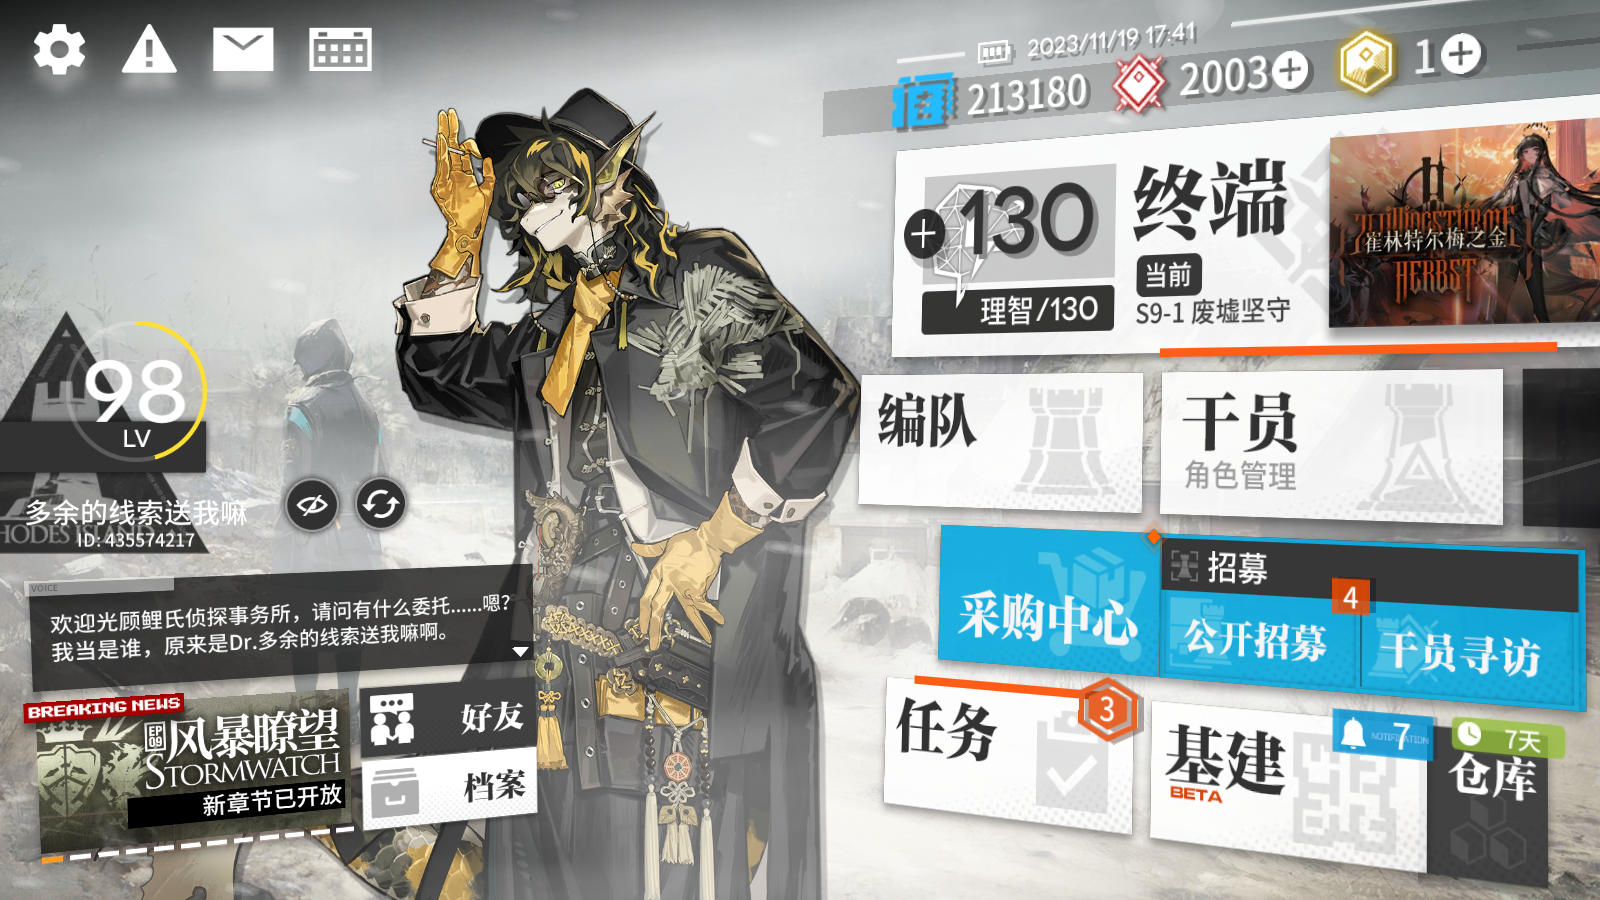 2023/11/19 17:41
213180
2003
1
130
理智/130
终端
当前
S9-1 废墟坚守
崔林特尔梅之金
HERBST
98
LV
多余的线索送我嘛
ID: 435574217
编队
干员
角色管理
VOICE
欢迎光顾鲤氏侦探事务所，请问有什么委托......嗯？
我当是谁，原来是Dr.多余的线索送我嘛啊。
采购中心
招募
4
公开招募
干员寻访
BREAKING NEWS
EP
09
风暴瞭望
STORMWATCH
新章节已开放
好友
档案
任务
3
基建
BETA
7
NOTIFICATION
7天
仓库